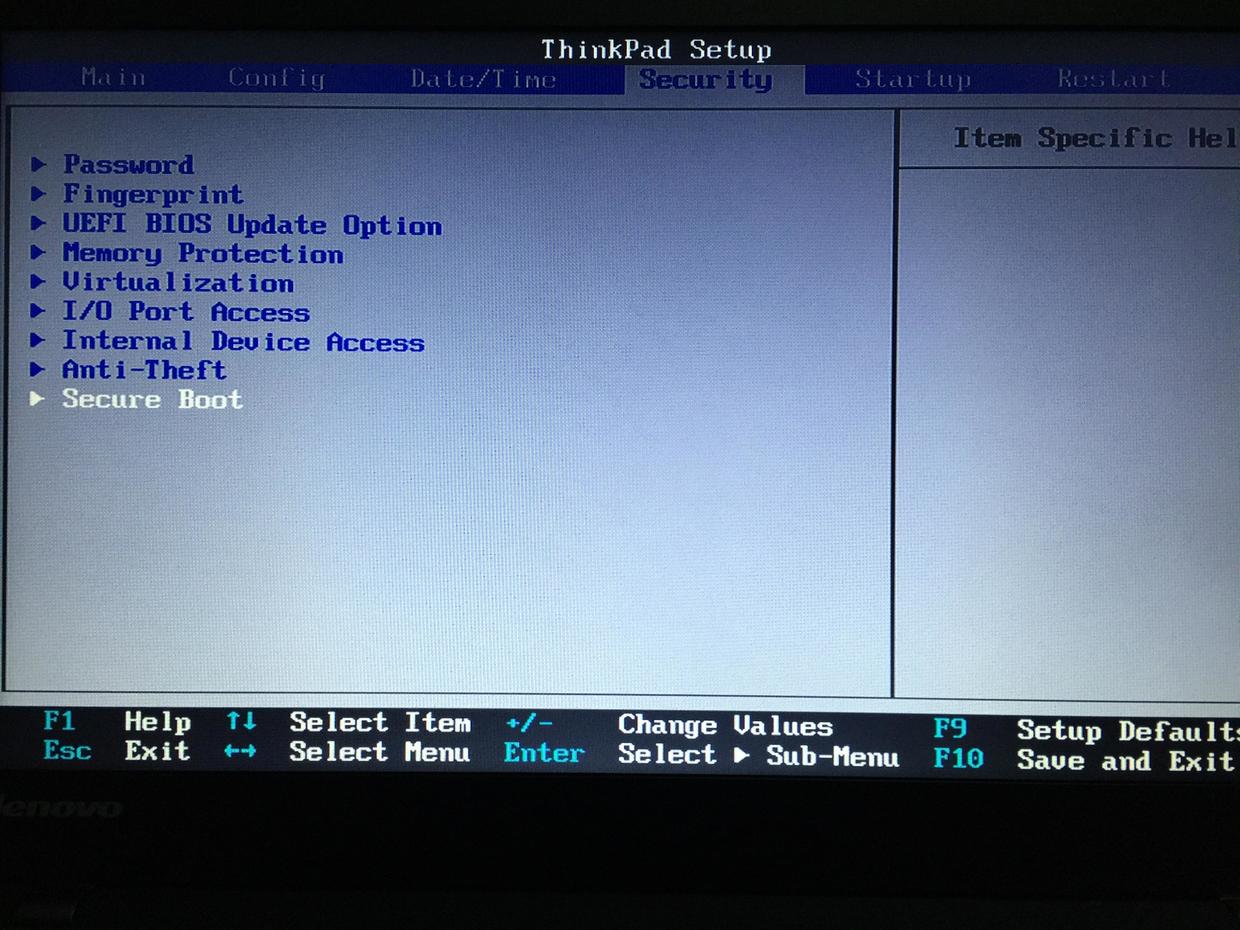 ThinkPad Setup
Main Config Date/Time Security Startup Restart
Item Specific Hel
Password
Fingerprint
UEFI BIOS Update Option
Memory Protection
Virtualization
I/O Port Access
Internal Device Access
Anti-Theft
Secure Boot
F1 Help ↑↓ Select Item +/- Change Values F9 Setup Defaults
Esc Exit ←→ Select Menu Enter Select ▶ Sub-Menu F10 Save and Exit
lenovo